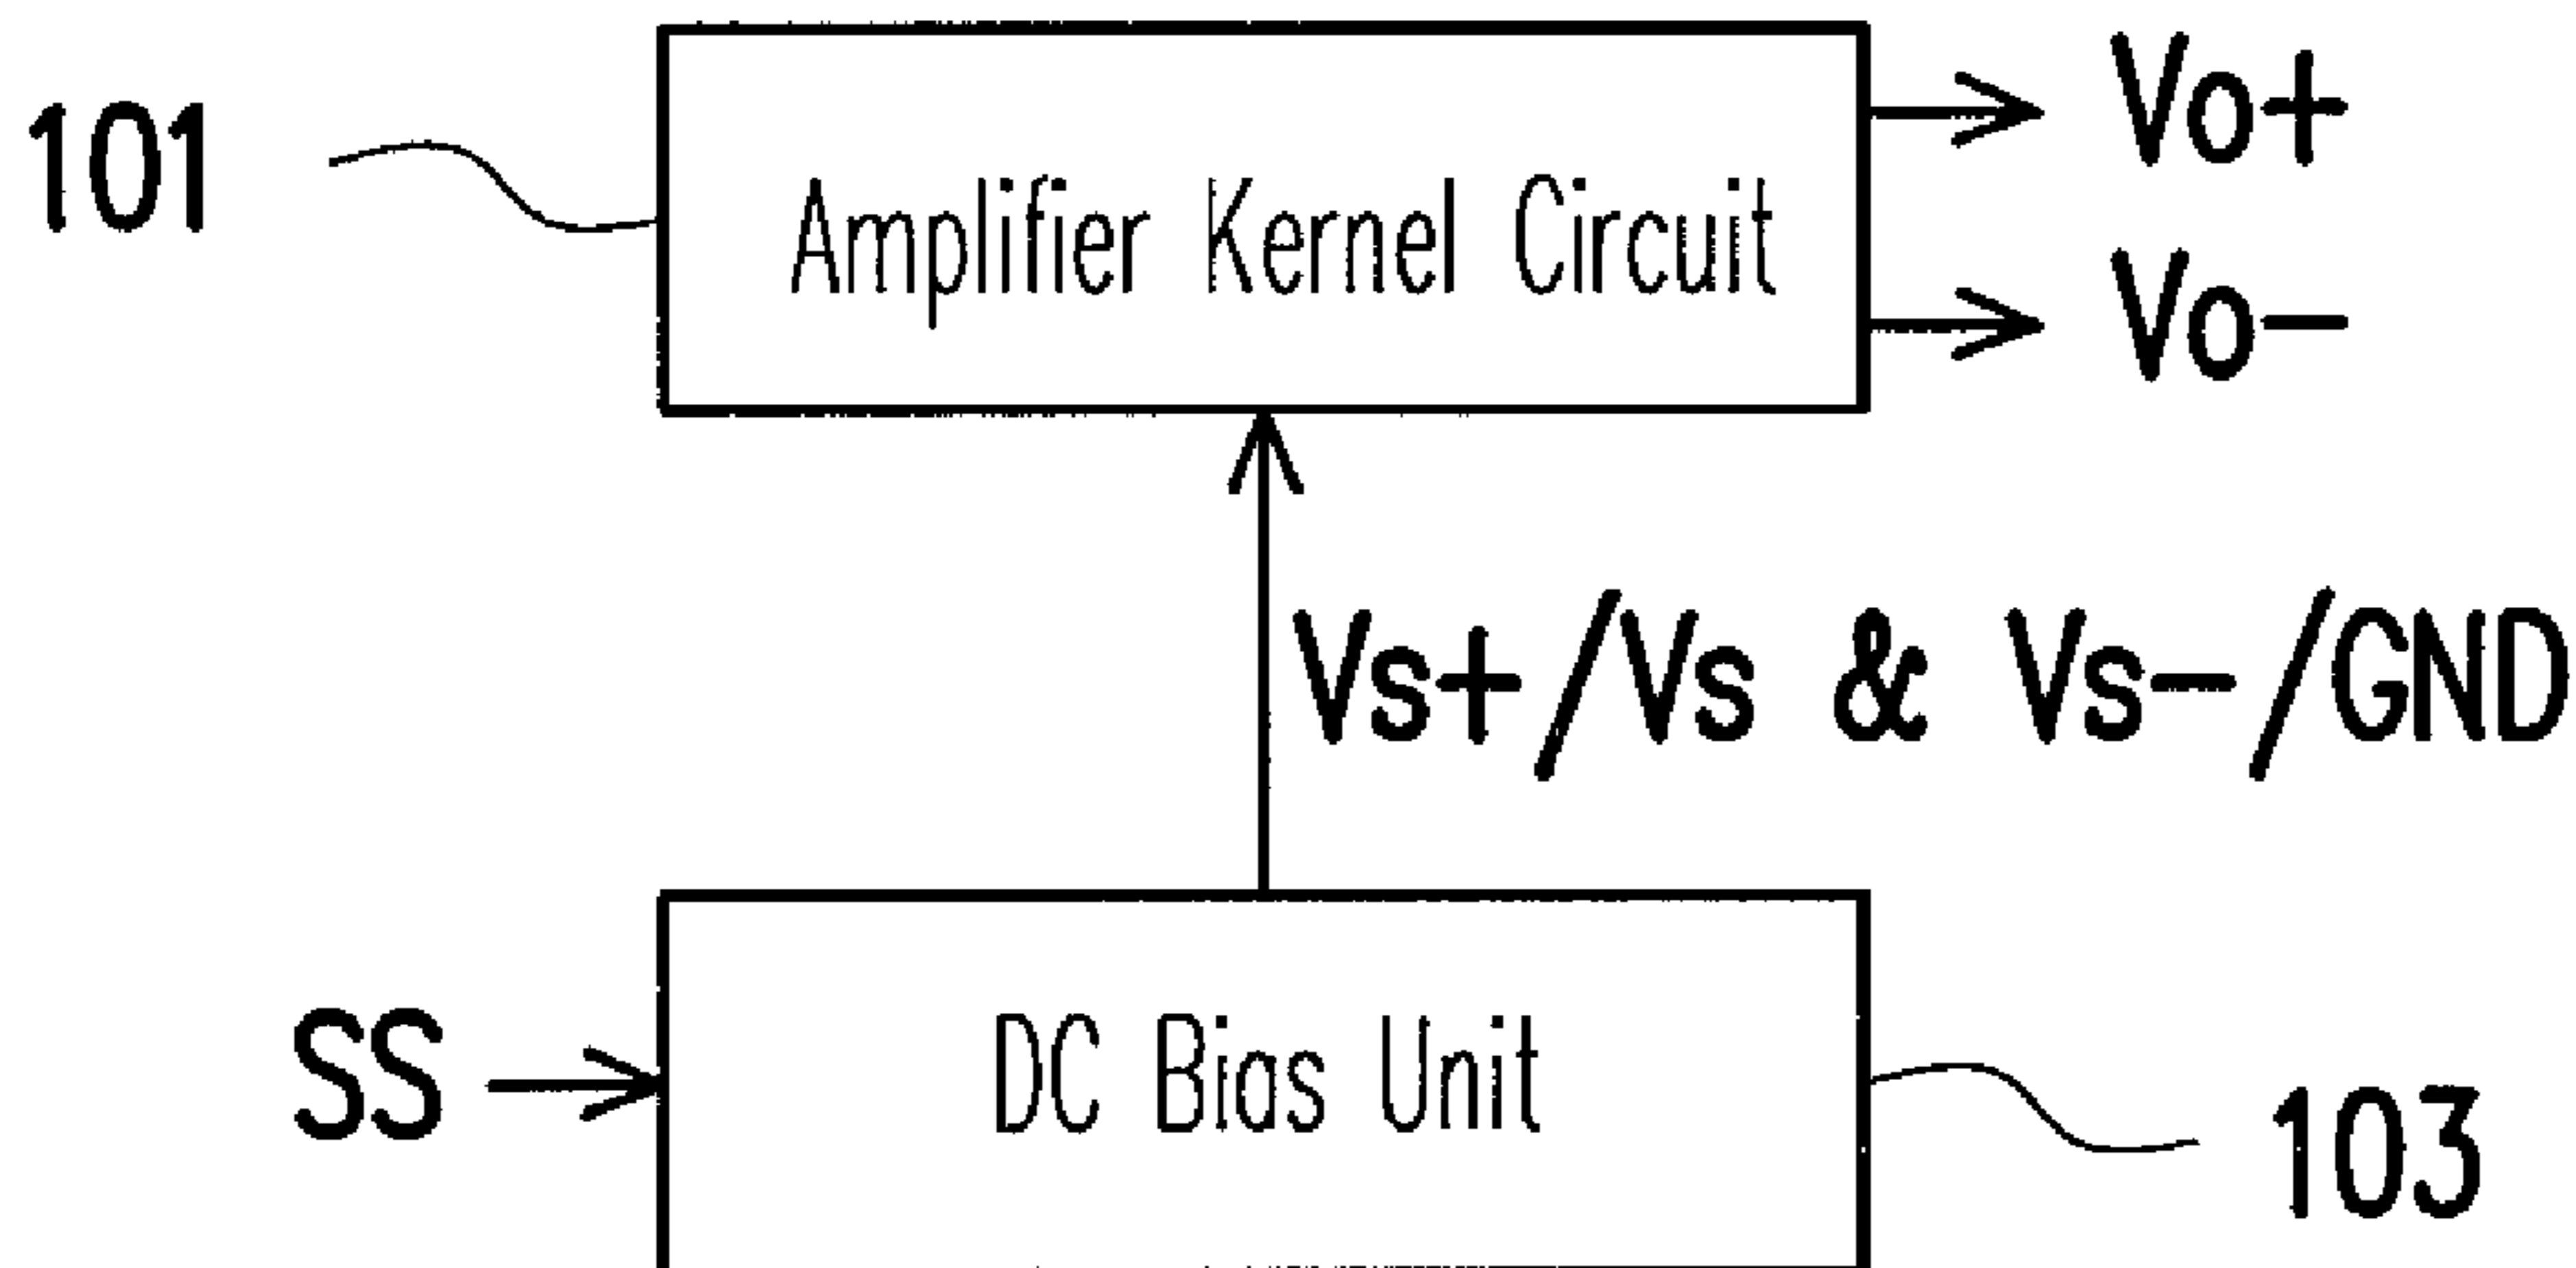 101
Amplifier Kernel Circuit
Vo+
Vo-
Vs+/Vs & Vs-/GND
SS
DC Bias Unit
103